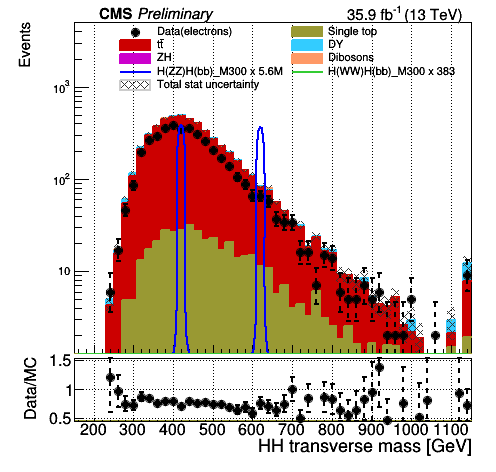 CMS Preliminary 35.9 fb⁻¹ (13 TeV)
Data(electrons) Single top
tt̄ DY
ZH Dibosons
H(ZZ)H(bb)_M300 x 5.6M H(WW)H(bb)_M300 x 383
Total stat uncertainty
Events
10³
10²
10
Data/MC
1.5
1
0.5
200 300 400 500 600 700 800 900 1000 1100
HH transverse mass [GeV]